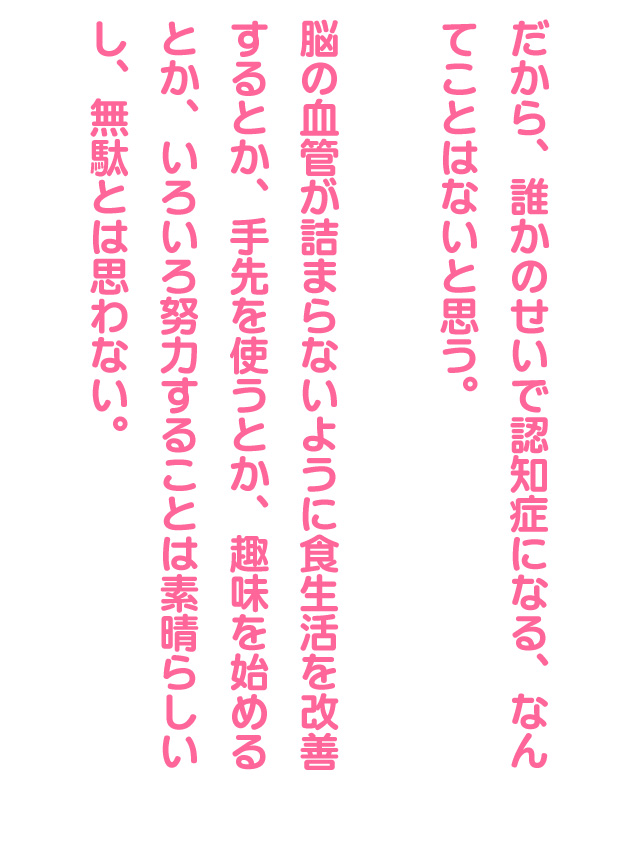 だから、誰かのせいで認知症になる、なん
てことはないと思う。
脳の血管が詰まらないように食生活を改善
するとか、手先を使うとか、趣味を始める
とか、いろいろ努力することは素晴らしい
し、無駄とは思わない。